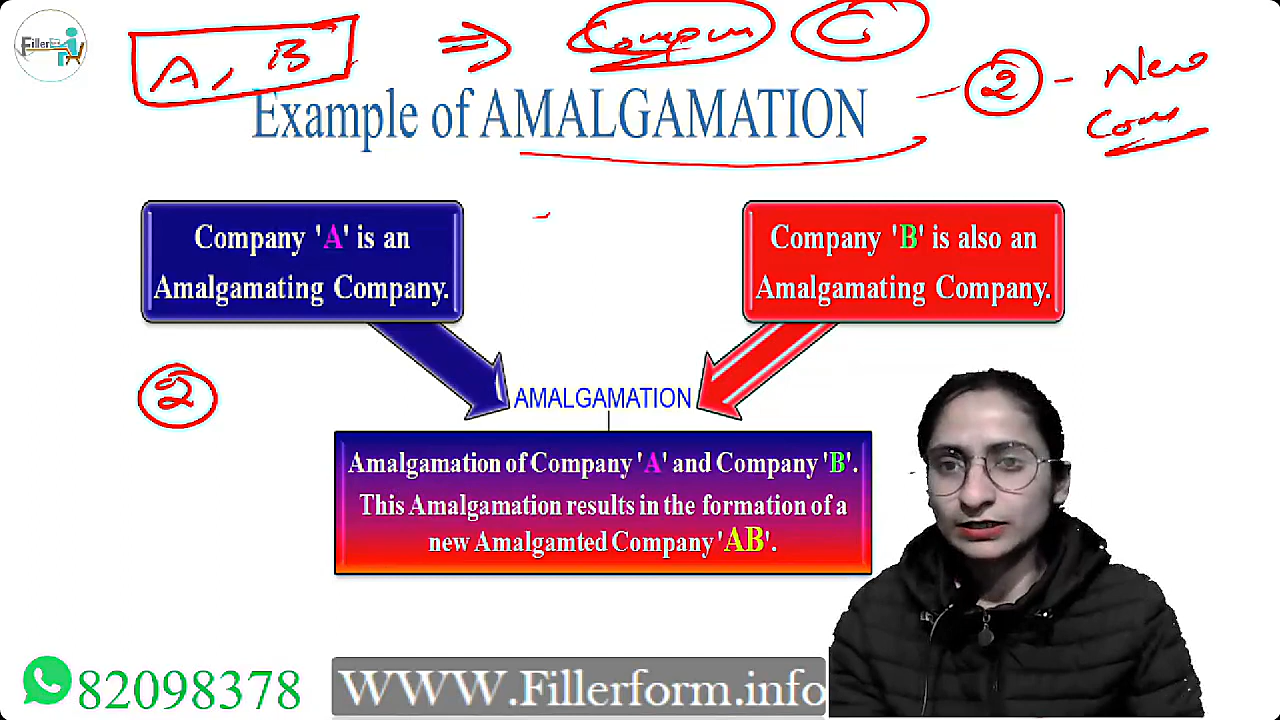 Filler
A, B ⇒ Company C
Example of AMALGAMATION
2 - New
Com
Company 'A' is an
Amalgamating Company.
Company 'B' is also an
Amalgamating Company.
2
AMALGAMATION
Amalgamation of Company 'A' and Company 'B'.
This Amalgamation results in the formation of a
new Amalgamted Company 'AB'.
82098378
WWW.Fillerform.info